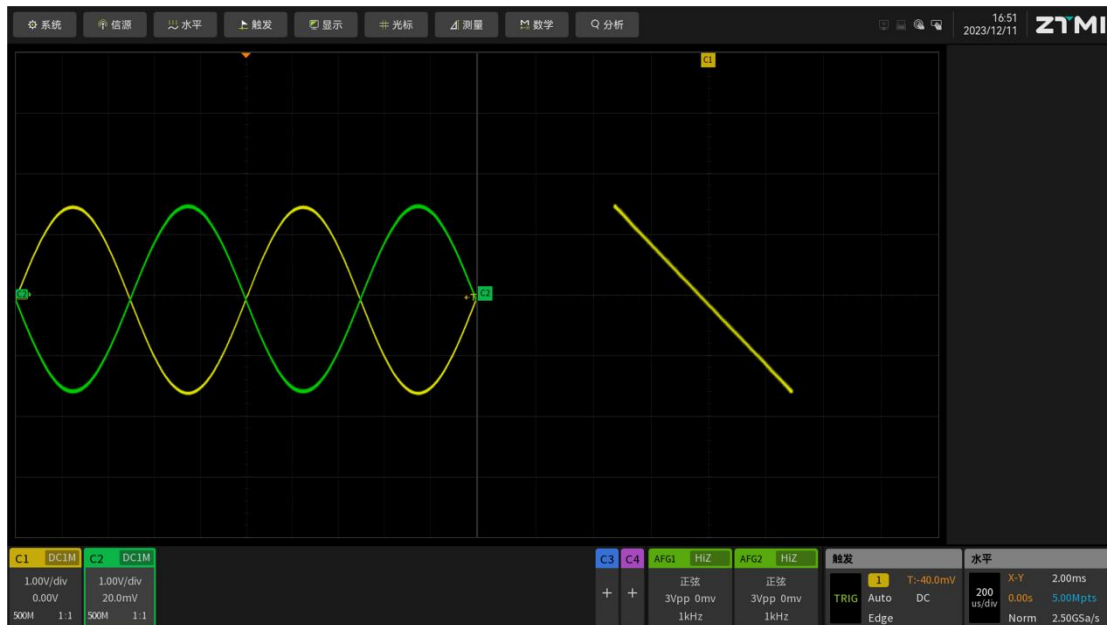 系统 信源 水平 触发 显示 光标 测量 数学 分析 16:51 2023/12/11 ZTMI
C1
C2 T C2
C1 DC1M C2 DC1M C3 C4 AFG1 HiZ AFG2 HiZ 触发 水平
1.00V/div 1.00V/div 正弦 正弦 1 T:-40.0mV X-Y 2.00ms
0.00V 20.0mV + + 3Vpp 0mv 3Vpp 0mv TRIG Auto DC 200 us/div 0.00s 5.00Mpts
500M 1:1 500M 1:1 1kHz 1kHz Edge Norm 2.50GSa/s